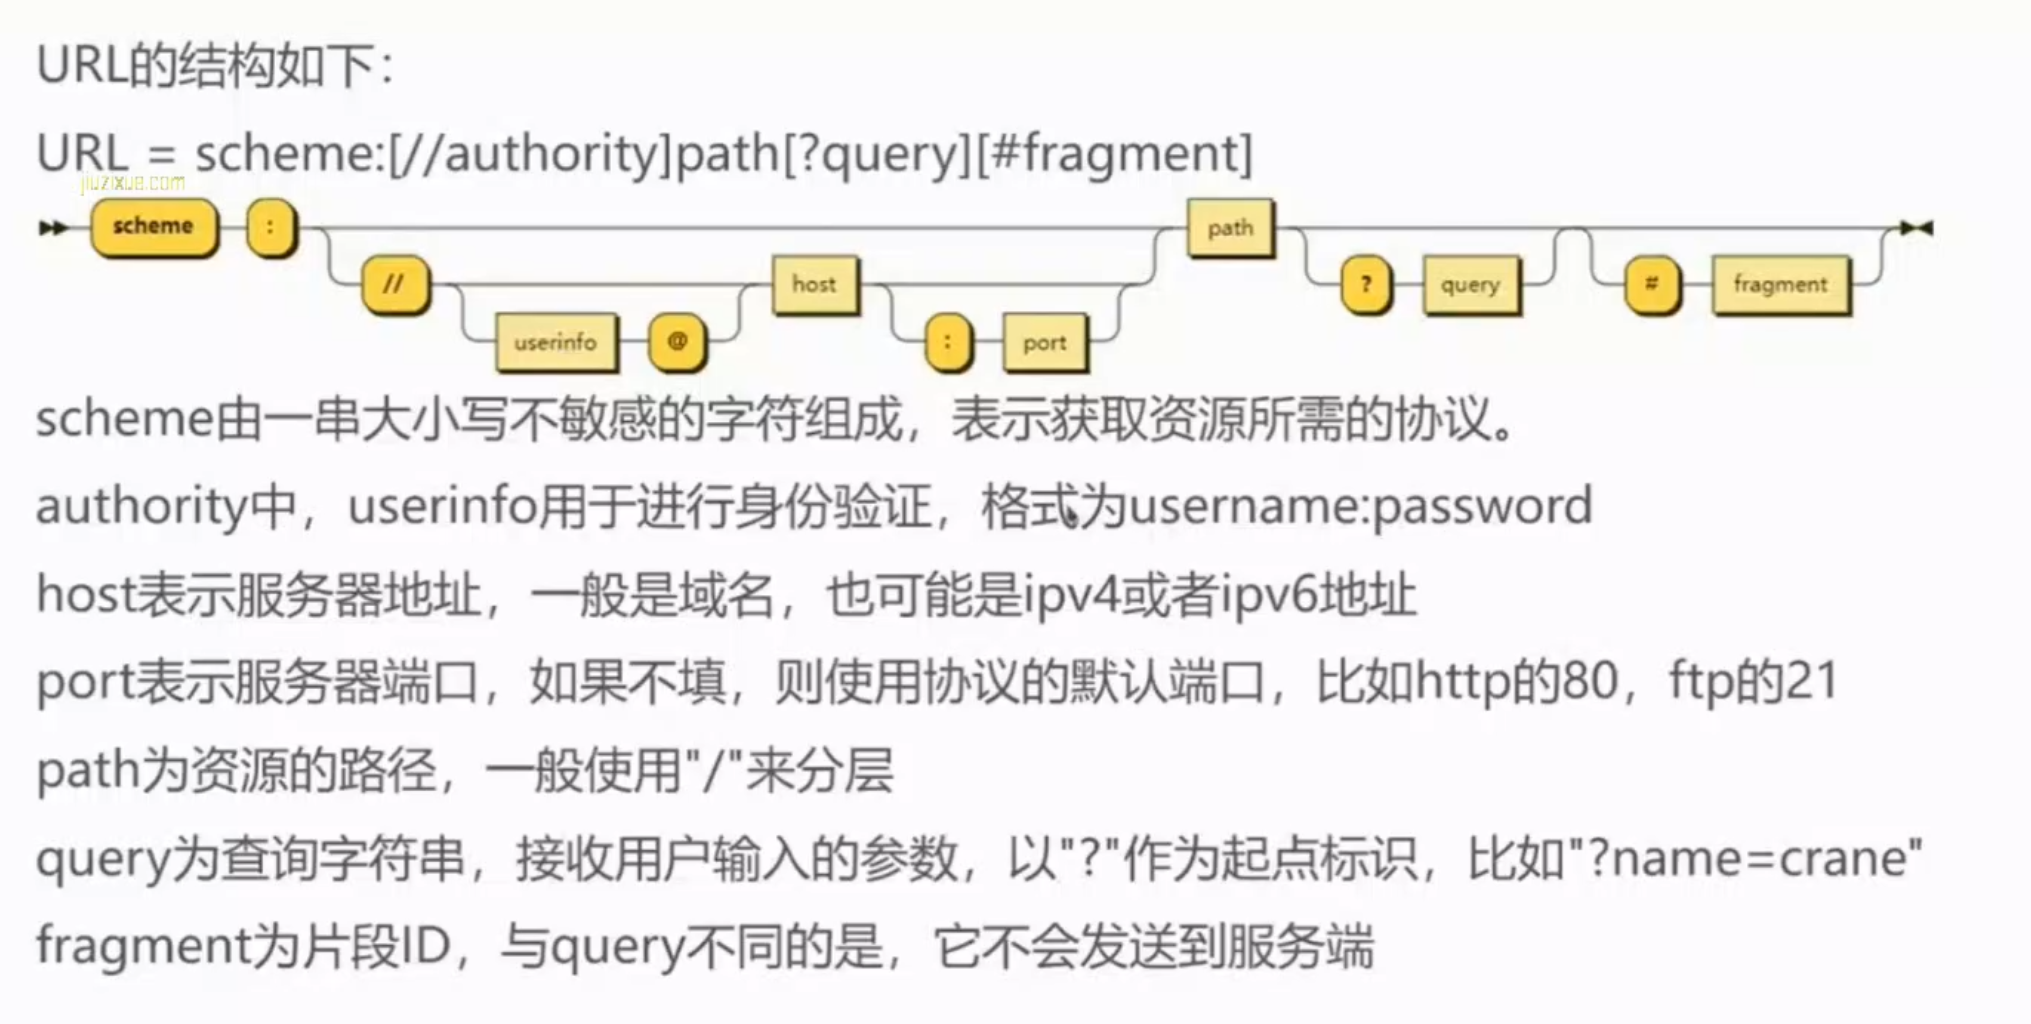 URL的结构如下：
URL = scheme:[//authority]path[?query][#fragment]
jiuzixue.com
scheme : path
// host ? query # fragment
userinfo @ : port
scheme由一串大小写不敏感的字符组成，表示获取资源所需的协议。
authority中，userinfo用于进行身份验证，格式为username:password
host表示服务器地址，一般是域名，也可能是ipv4或者ipv6地址
port表示服务器端口，如果不填，则使用协议的默认端口，比如http的80，ftp的21
path为资源的路径，一般使用"/"来分层
query为查询字符串，接收用户输入的参数，以"?"作为起点标识，比如"?name=crane"
fragment为片段ID，与query不同的是，它不会发送到服务端